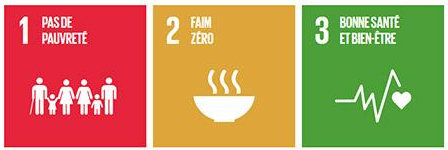 1 PAS DE
PAUVRETÉ
2 FAIM
ZÉRO
3 BONNE SANTÉ
ET BIEN-ÊTRE